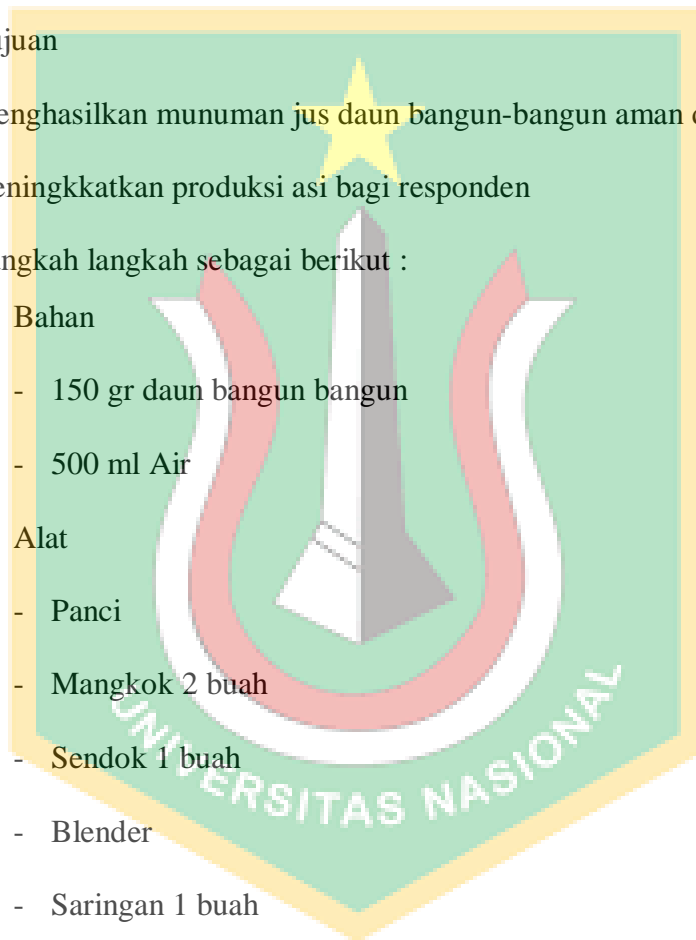 ujuan
enghasilkan munuman jus daun bangun-bangun aman
eningkkatkan produksi asi bagi responden
angkah langkah sebagai berikut :
Bahan
- 150 gr daun bangun bangun
- 500 ml Air
Alat
- Panci
- Mangkok 2 buah
- Sendok 1 buah
- Blender
- Saringan 1 buah
UNIVERSITAS NASIONAL